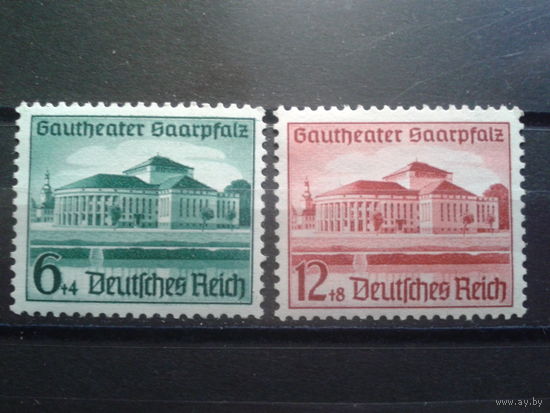 Gautheater Saarpfalz
6+4 Deutsches Reich
Gautheater Saarpfalz
12+8 Deutsches Reich
www.ay.by